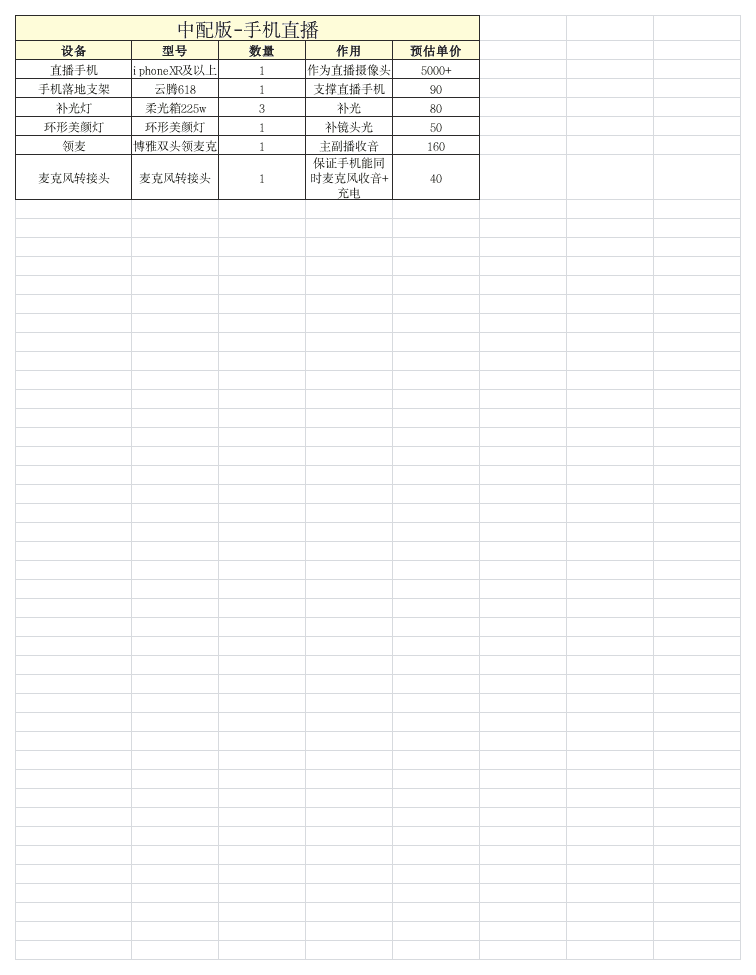 中配版-手机直播
设备 型号 数量 作用 预估单价
直播手机 iphoneXR及以上 1 作为直播摄像头 5000+
手机落地支架 云腾618 1 支撑直播手机 90
补光灯 柔光箱225w 3 补光 80
环形美颜灯 环形美颜灯 1 补镜头光 50
领麦 博雅双头领麦克 1 主副播收音 160
麦克风转接头 麦克风转接头 1 保证手机能同
时麦克风收音+
充电 40